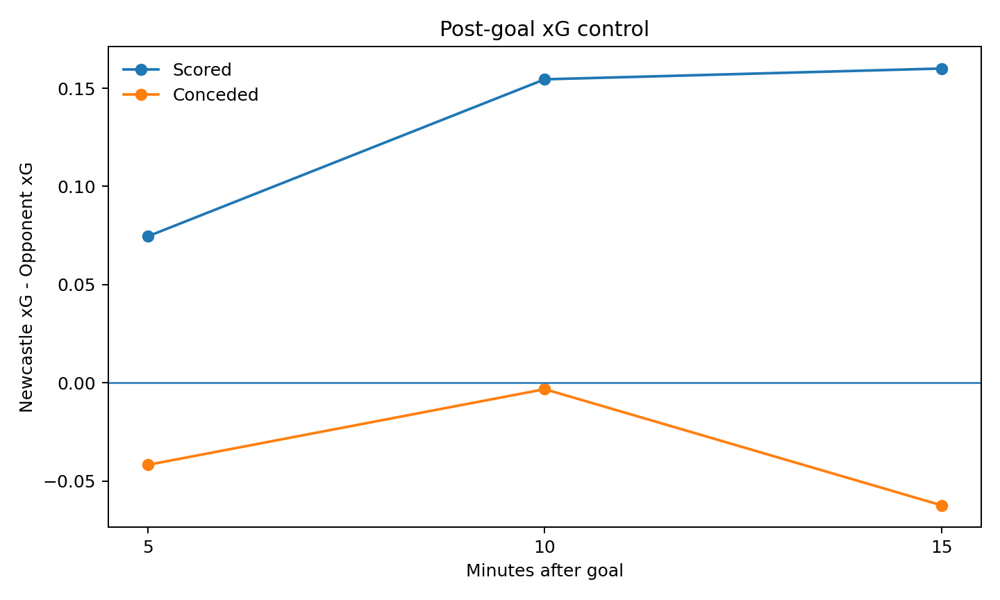 Post-goal xG control
Scored
Conceded
0.15
0.10
0.05
0.00
−0.05
Newcastle xG - Opponent xG
5 10 15
Minutes after goal